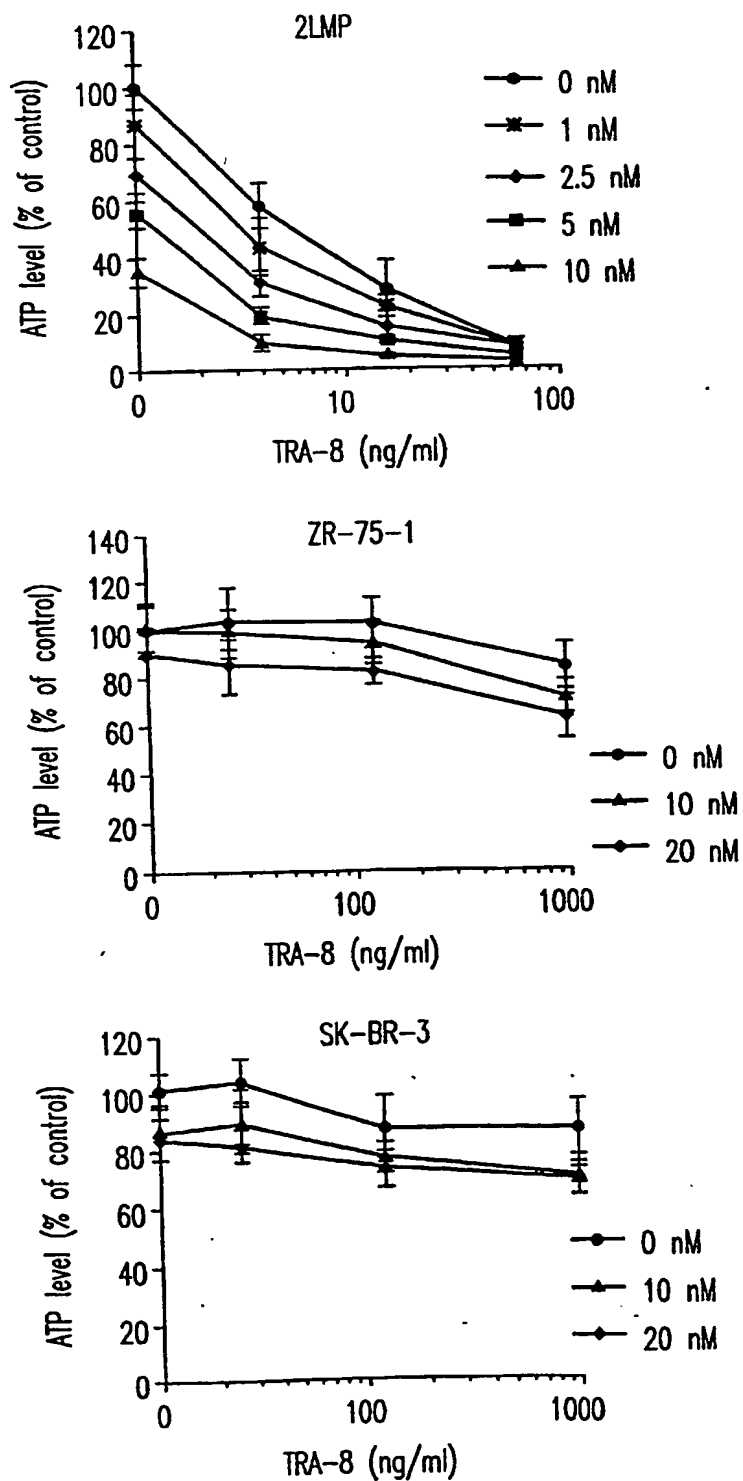 2LMP
ATP level (% of control)
120
100
80
60
40
20
0
0 10 100
TRA-8 (ng/ml)
0 nM
1 nM
2.5 nM
5 nM
10 nM
ZR-75-1
ATP level (% of control)
140
120
100
80
60
40
20
0
0 100 1000
TRA-8 (ng/ml)
0 nM
10 nM
20 nM
SK-BR-3
ATP level (% of control)
120
100
80
60
40
20
0
0 100 1000
TRA-8 (ng/ml)
0 nM
10 nM
20 nM